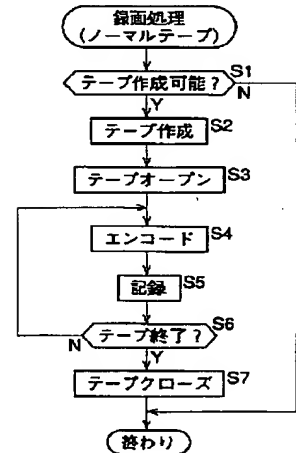 録画処理
(ノーマルテープ)
テープ作成可能?
S1
N
Y
テープ作成
S2
テープオープン
S3
エンコード
S4
記録
S5
テープ終了?
S6
N
Y
テープクローズ
S7
終わり